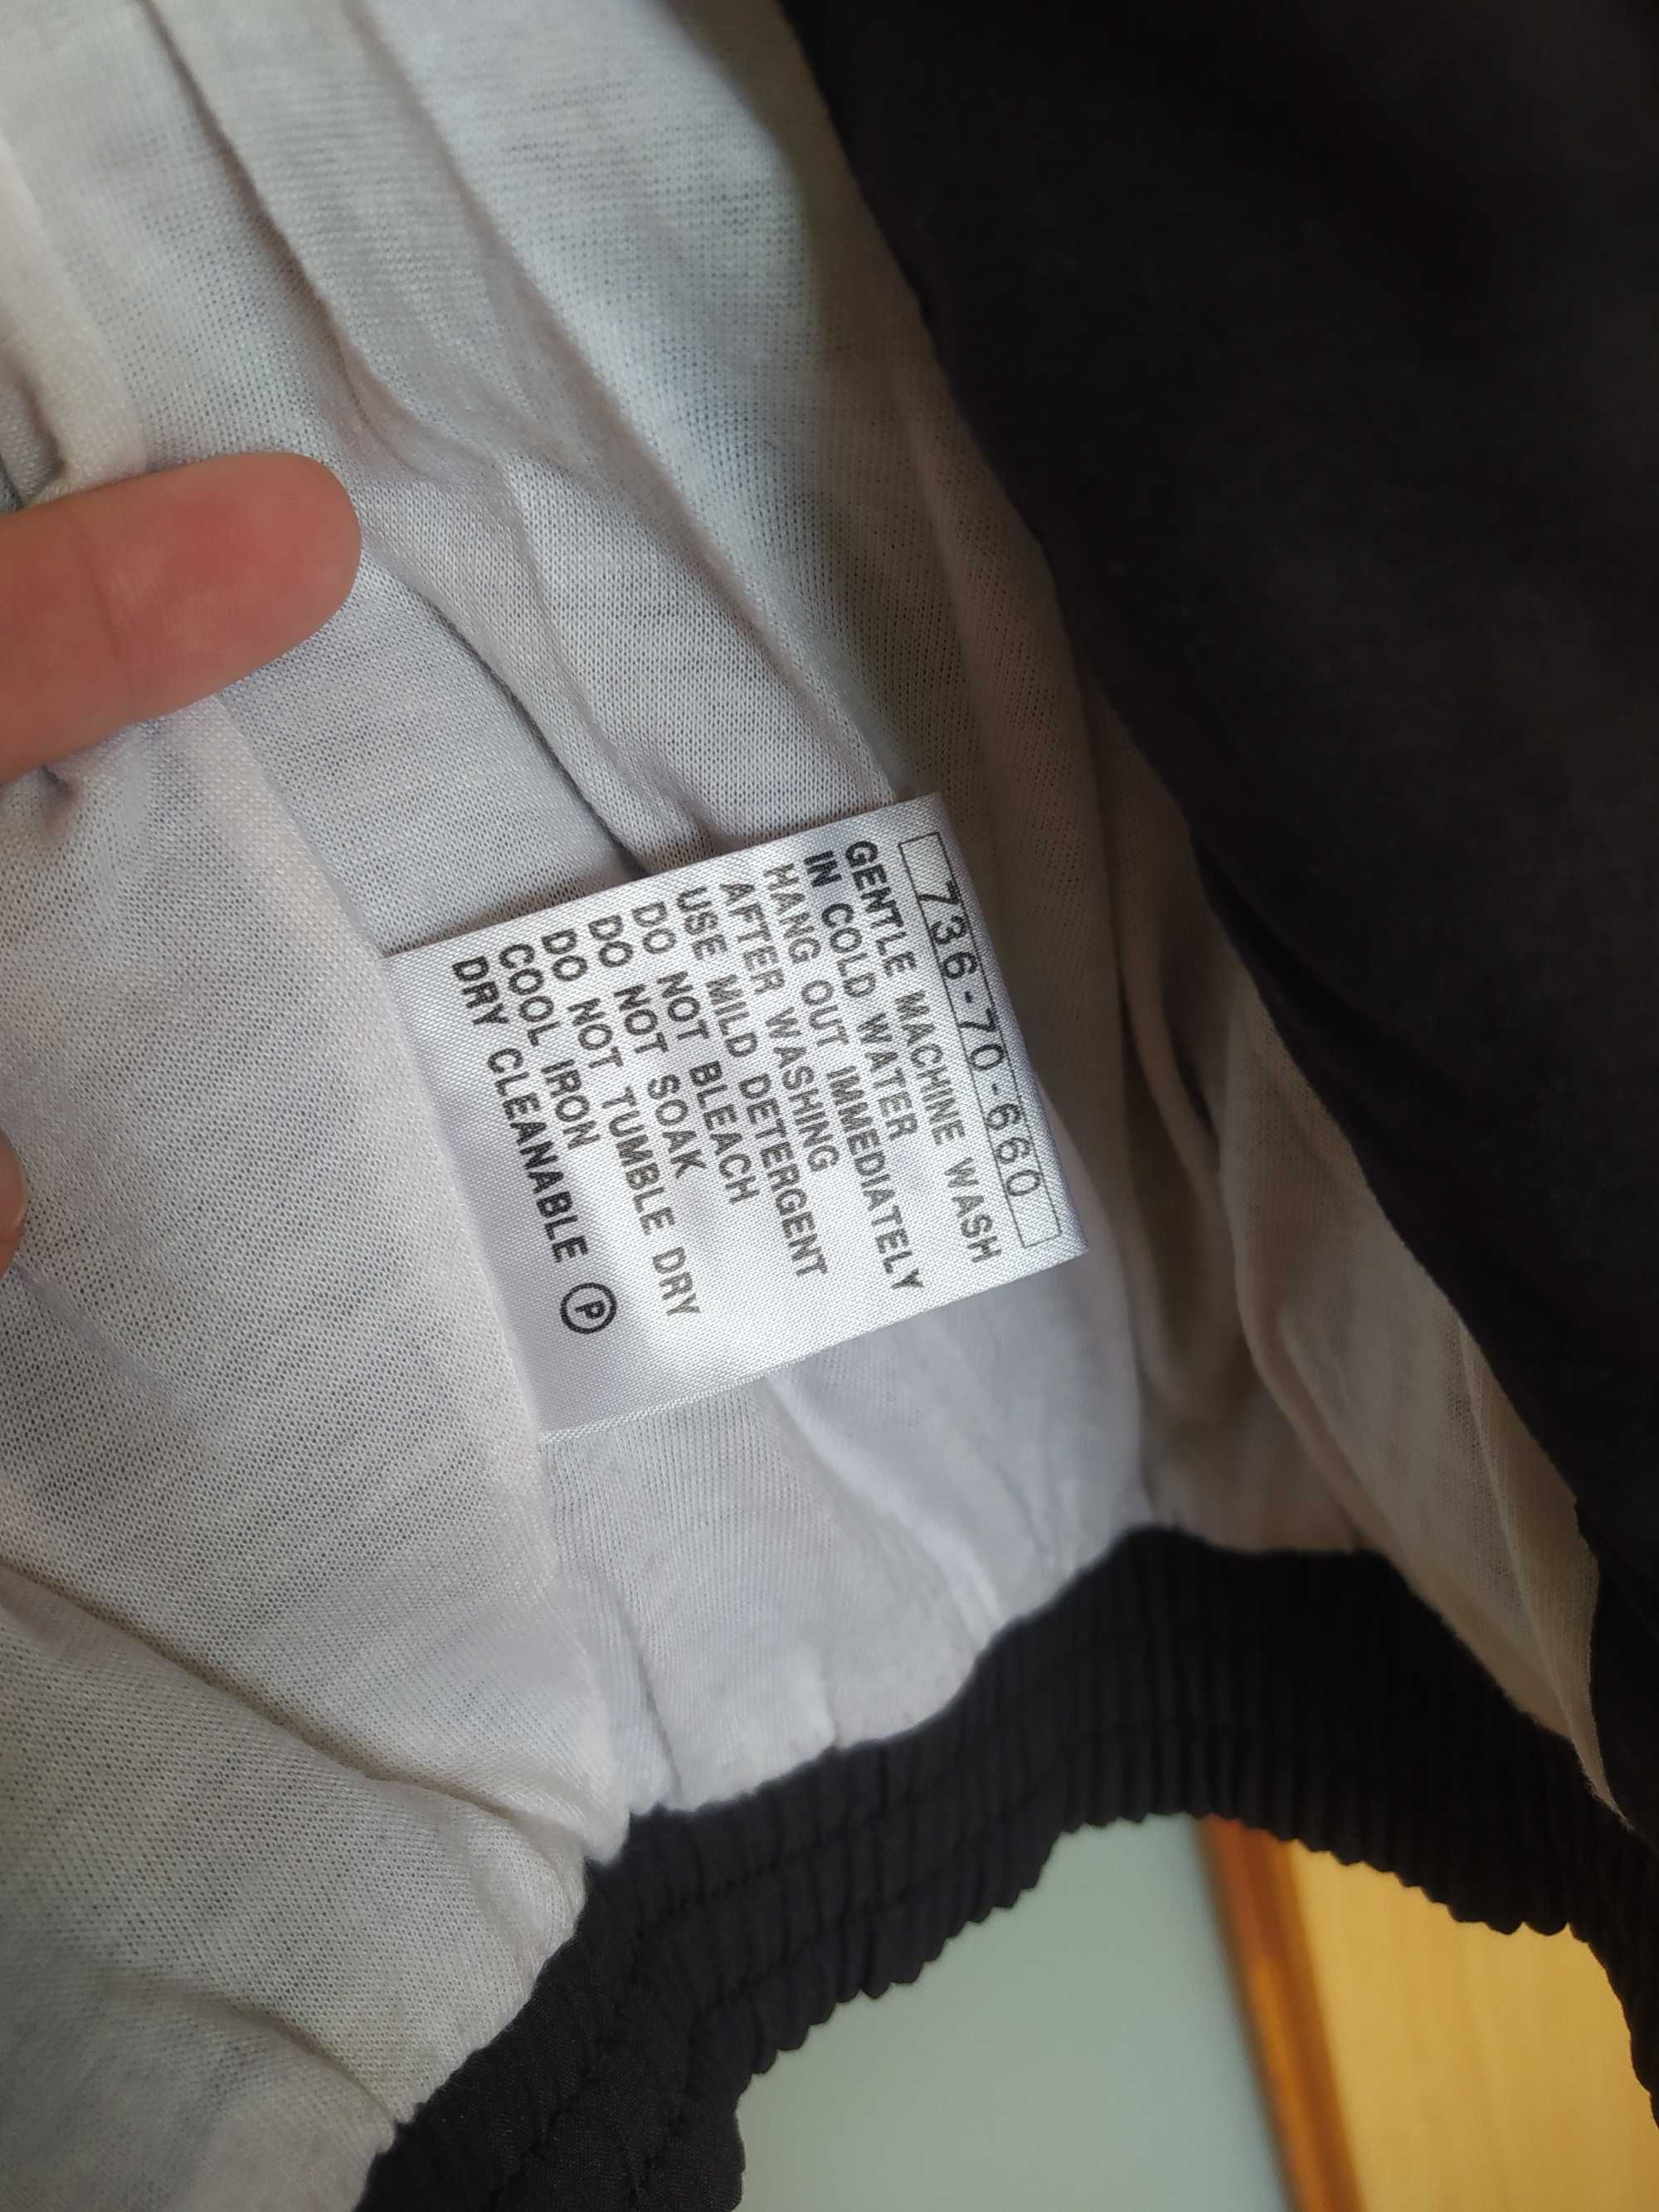 736-70-660
GENTLE MACHINE WASH
IN COLD WATER
HANG OUT IMMEDIATELY
AFTER WASHING
USE MILD DETERGENT
DO NOT BLEACH
DO NOT SOAK
DO NOT TUMBLE DRY
COOL IRON
DRY CLEANABLE Ⓟ